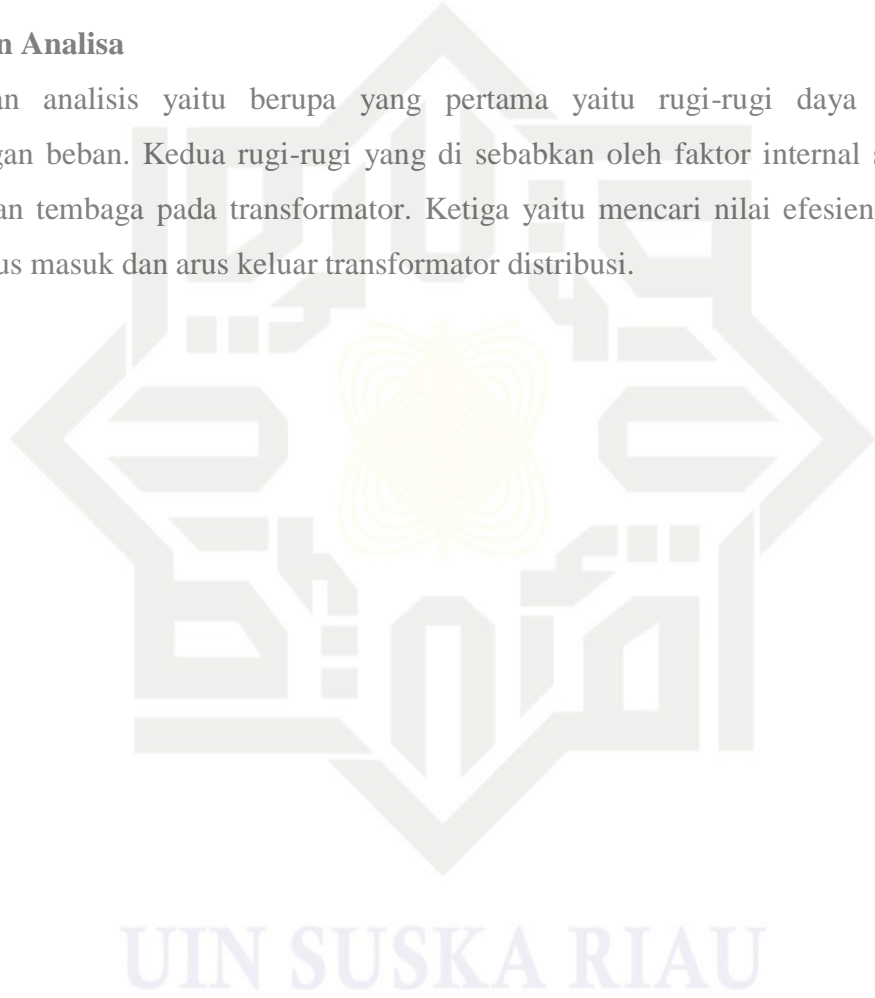 n Analisa
an analisis yaitu berupa yang pertama yaitu rugi-rugi daya
gan beban. Kedua rugi-rugi yang di sebabkan oleh faktor internal s
an tembaga pada transformator. Ketiga yaitu mencari nilai efesien
us masuk dan arus keluar transformator distribusi.
UIN SUSKA RIAU